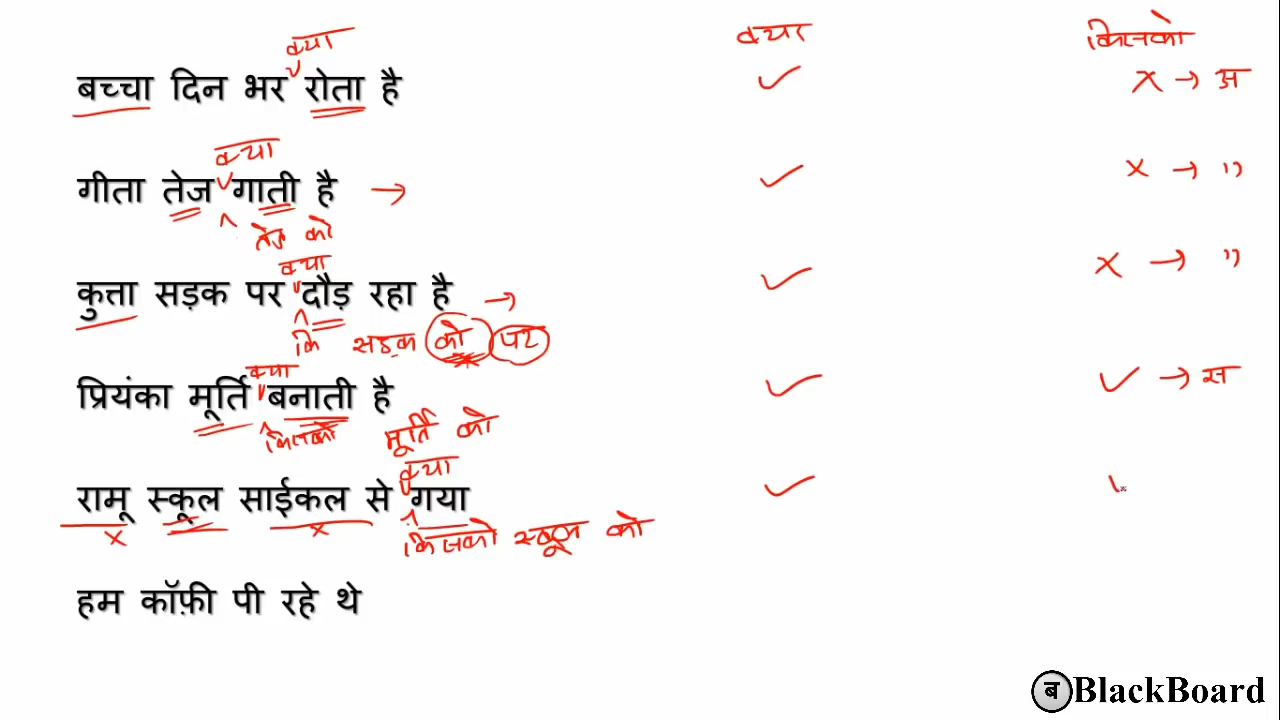 क्या क्या किसको
बच्चा दिन भर रोता है x → अ
क्या
गीता तेज गाती है → x → ''
तेज को
क्या
कुत्ता सड़क पर दौड़ रहा है → x → ''
कि सड़क को पर
क्या
प्रियंका मूर्ति बनाती है → स
किसको मूर्ति को
क्या
रामू स्कूल साईकल से गया
x x किसको स्कूल को
हम कॉफ़ी पी रहे थे
ब BlackBoard